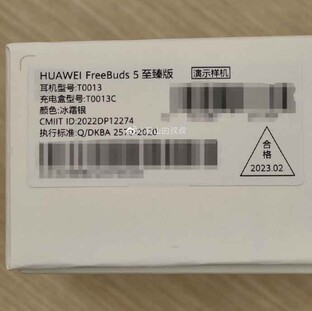 HUAWEI FreeBuds 5 至臻版
演示样机
耳机型号:T0013
充电盒型号:T0013C
颜色:冰霜银
CMIIT ID:2022DP12274
执行标准:Q/DKBA 2572-2020
合
格
2023.02